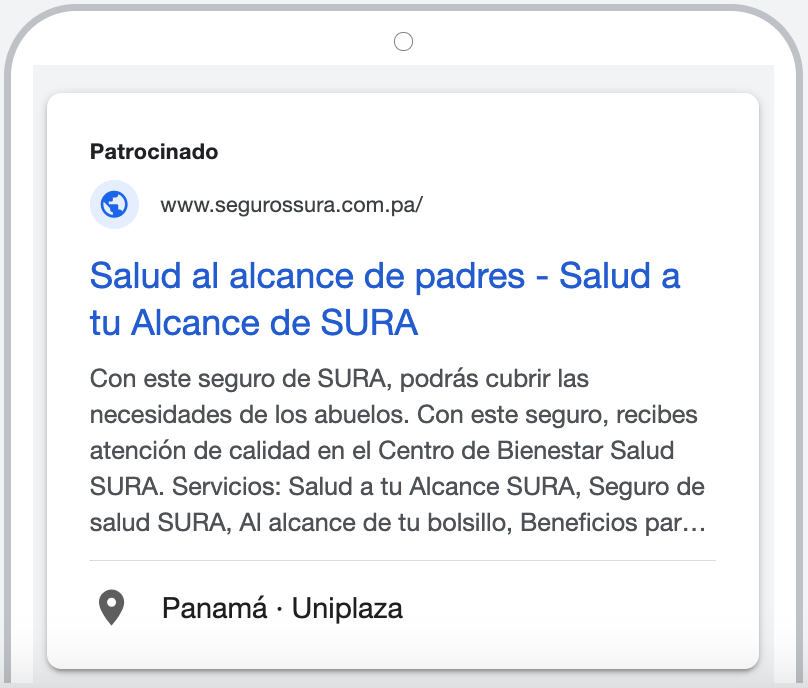 Patrocinado
www.segurossura.com.pa/
Salud al alcance de padres - Salud a
tu Alcance de SURA
Con este seguro de SURA, podrás cubrir las
necesidades de los abuelos. Con este seguro, recibes
atención de calidad en el Centro de Bienestar Salud
SURA. Servicios: Salud a tu Alcance SURA, Seguro de
salud SURA, Al alcance de tu bolsillo, Beneficios par…
Panamá · Uniplaza